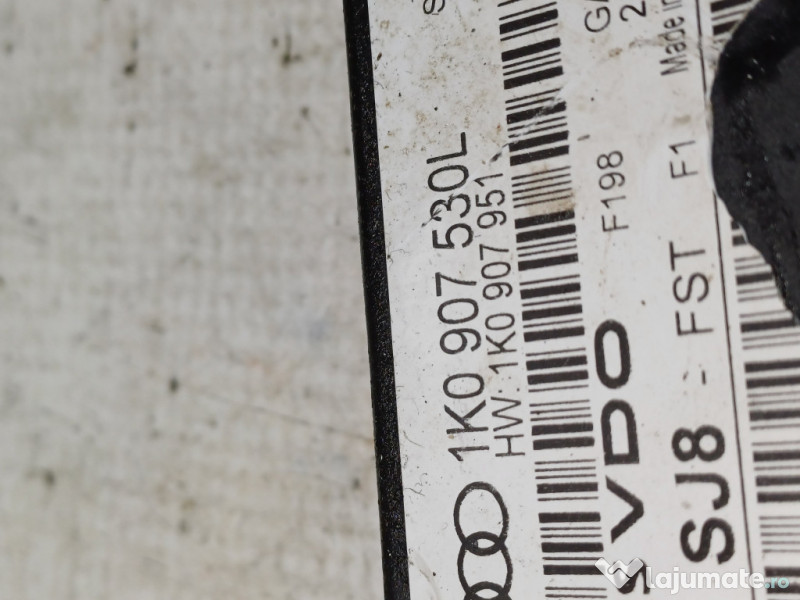 1K0 907 530L
HW: 1K0 907 951
F198
VDO
SJ8 - FST F1 Made in
lajumate.ro